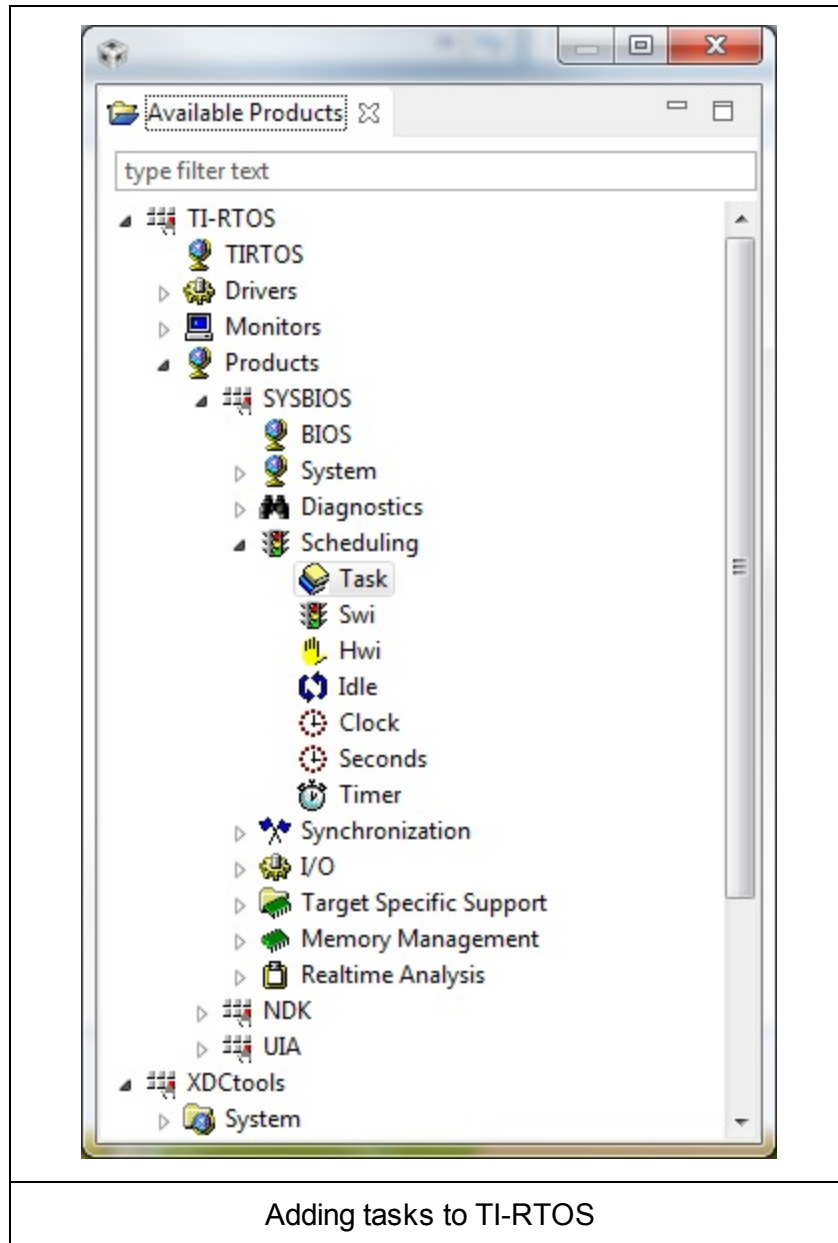 Available Products
type filter text
TI-RTOS
TIRTOS
Drivers
Monitors
Products
SYSBIOS
BIOS
System
Diagnostics
Scheduling
Task
Swi
Hwi
Idle
Clock
Seconds
Timer
Synchronization
I/O
Target Specific Support
Memory Management
Realtime Analysis
NDK
UIA
XDCtools
System
Adding tasks to TI-RTOS